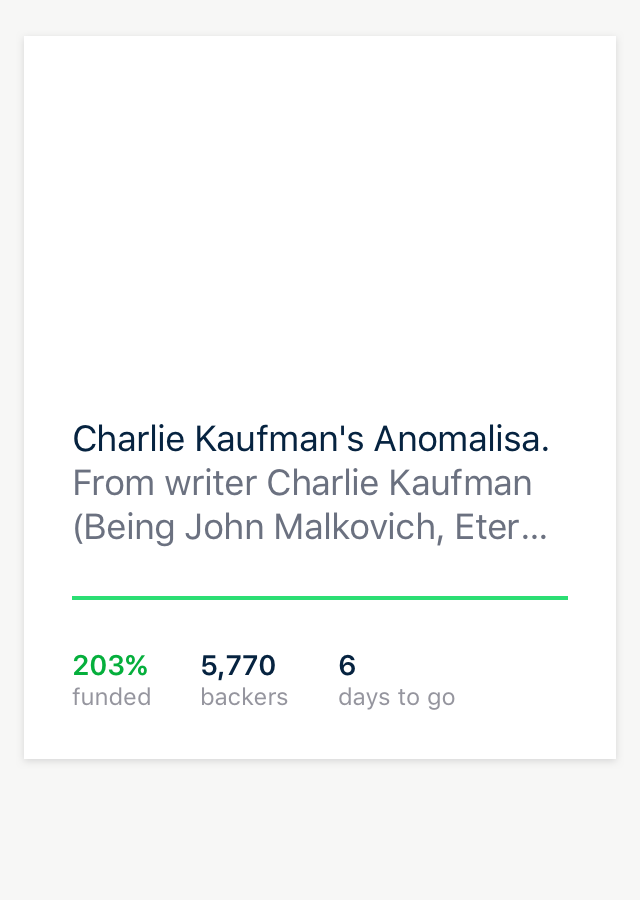 Charlie Kaufman's Anomalisa.
From writer Charlie Kaufman
(Being John Malkovich, Eter...
203% 5,770 6
funded backers days to go